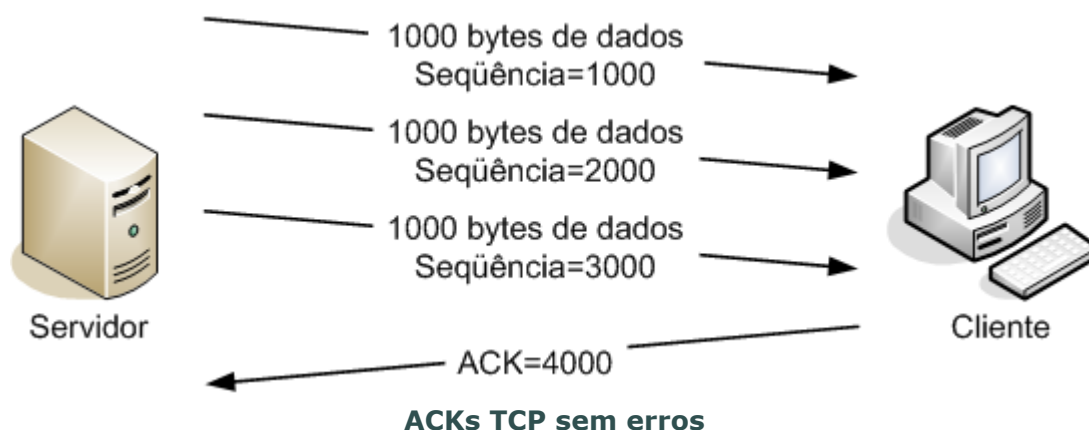 1000 bytes de dados
Seqüência=1000
1000 bytes de dados
Seqüência=2000
1000 bytes de dados
Seqüência=3000
Servidor
Cliente
ACK=4000
ACKs TCP sem erros